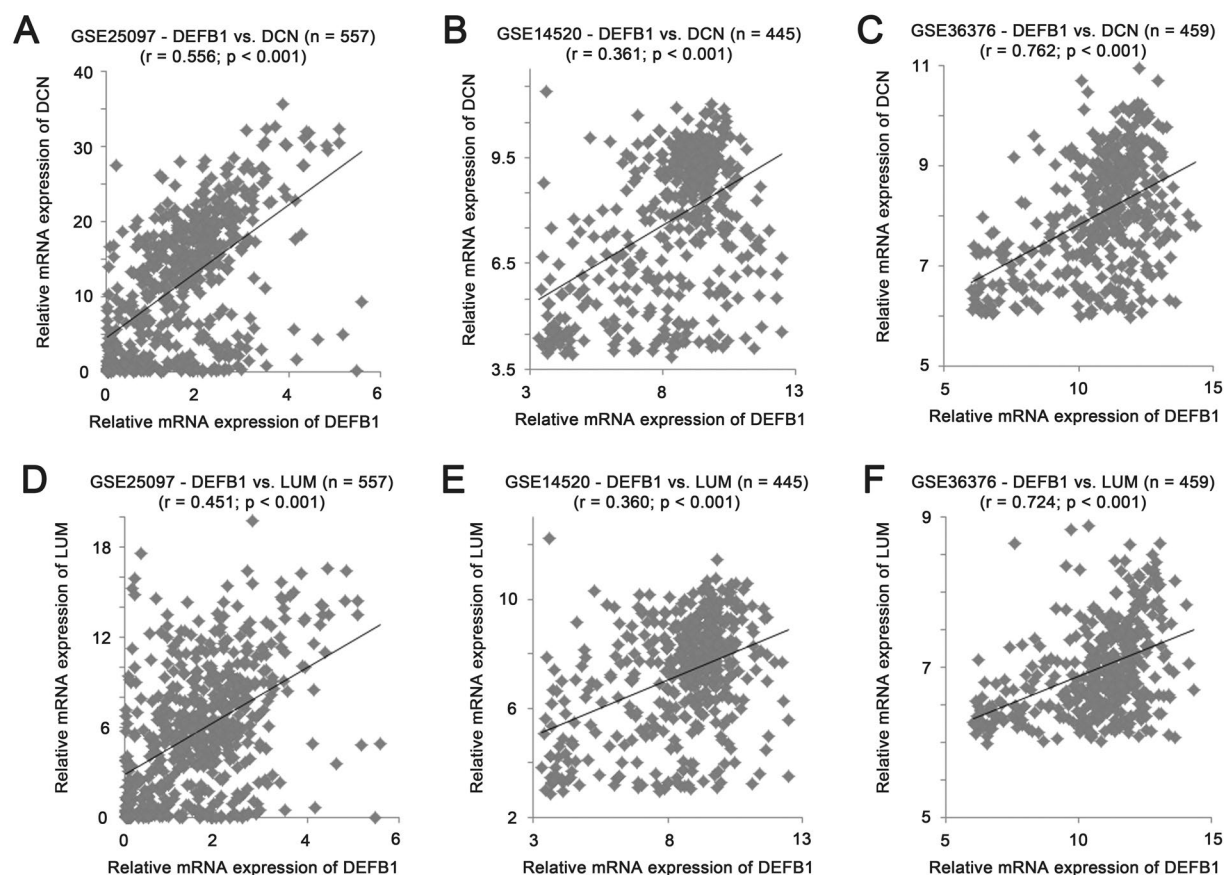 A
GSE25097 - DEFB1 vs. DCN (n = 557)
(r = 0.556; p < 0.001)
Relative mRNA expression of DCN
40
30
20
10
0
0 2 4 6
Relative mRNA expression of DEFB1
B
GSE14520 - DEFB1 vs. DCN (n = 445)
(r = 0.361; p < 0.001)
Relative mRNA expression of DCN
9.5
6.5
3.5
3 8 13
Relative mRNA expression of DEFB1
C
GSE36376 - DEFB1 vs. DCN (n = 459)
(r = 0.762; p < 0.001)
Relative mRNA expression of DCN
11
9
7
5
5 10 15
Relative mRNA expression of DEFB1
D
GSE25097 - DEFB1 vs. LUM (n = 557)
(r = 0.451; p < 0.001)
Relative mRNA expression of LUM
18
12
6
0
0 2 4 6
Relative mRNA expression of DEFB1
E
GSE14520 - DEFB1 vs. LUM (n = 445)
(r = 0.360; p < 0.001)
Relative mRNA expression of LUM
10
6
2
3 8 13
Relative mRNA expression of DEFB1
F
GSE36376 - DEFB1 vs. LUM (n = 459)
(r = 0.724; p < 0.001)
Relative mRNA expression of LUM
9
7
5
5 10 15
Relative mRNA expression of DEFB1